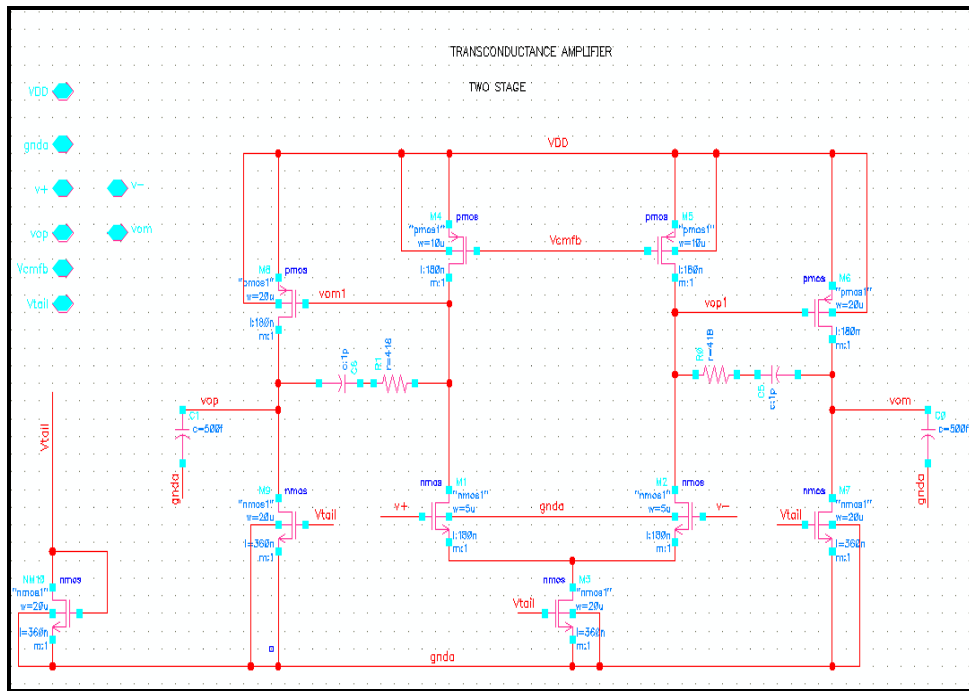 TRANSCONDUCTANCE AMPLIFIER
TWO STAGE
VDD
gnda
v+
v-
vop
vom
Vcmfb
Vtail
VDD
M4
pmos
"pmos1"
w=10u
l:180n
m:1
Vcmfb
M5
pmos
"pmos1"
w=10u
l:180n
m:1
M8
pmos
"pmos1"
w=20u
l:180n
m:1
vom1
vop1
M6
pmos
"pmos1"
w=20u
l:180n
m:1
c:1p
C6
R1
r=418
R0
r=418
C5
c:1p
vop
C1
c=500f
gnda
vom
C0
c=500f
gnda
Vtail
M9
nmos
"nmos1"
w=20u
l=360n
m:1
Vtail
M1
nmos
"nmos1"
w=5u
l:180n
m:1
v+
gnda
M2
nmos
"nmos1"
w=5u
l:180n
m:1
v-
M7
nmos
"nmos1"
w=20u
l=360n
m:1
Vtail
NM10
nmos
"nmos1"
w=20u
l=360n
m:1
M3
nmos
"nmos1"
w=20u
l=360n
m:1
Vtail
gnda